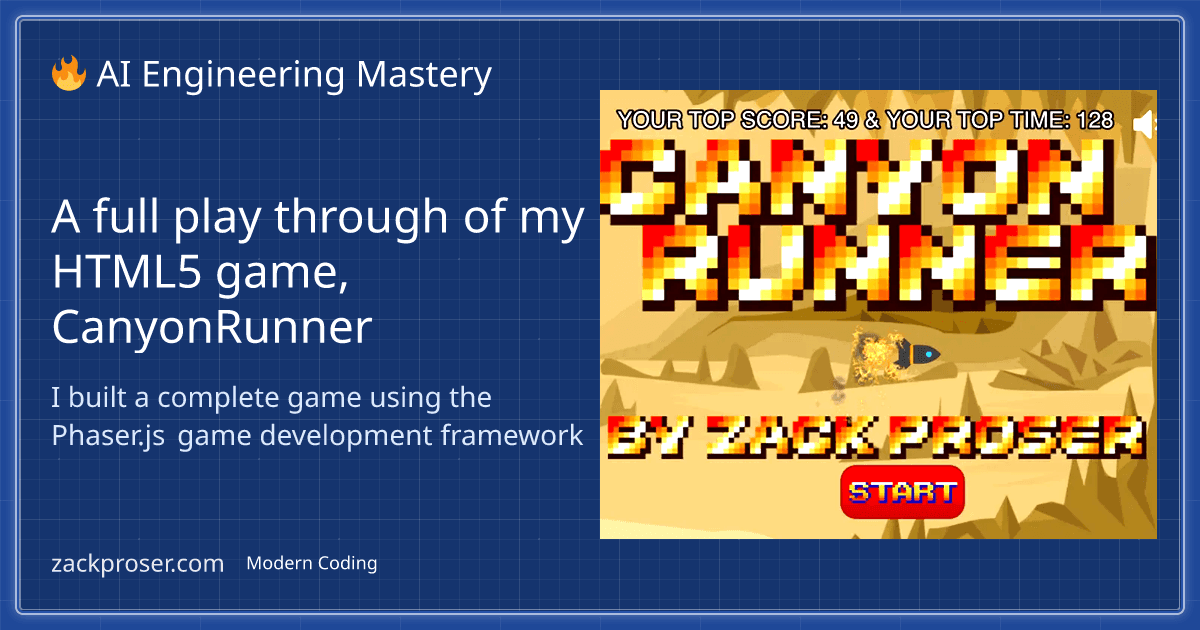 🔥 AI Engineering Mastery
A full play through of my
HTML5 game,
CanyonRunner
I built a complete game using the
Phaser.js game development framework
zackproser.com Modern Coding
YOUR TOP SCORE: 49 & YOUR TOP TIME: 128
CANYON
RUNNER
BY ZACK PROSER
START